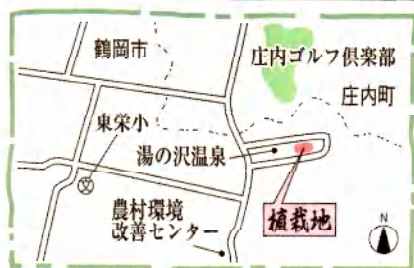 鶴岡市
庄内ゴルフ倶楽部
庄内町
東栄小
湯の沢温泉
文
農村環境
改善センター
植栽地
N